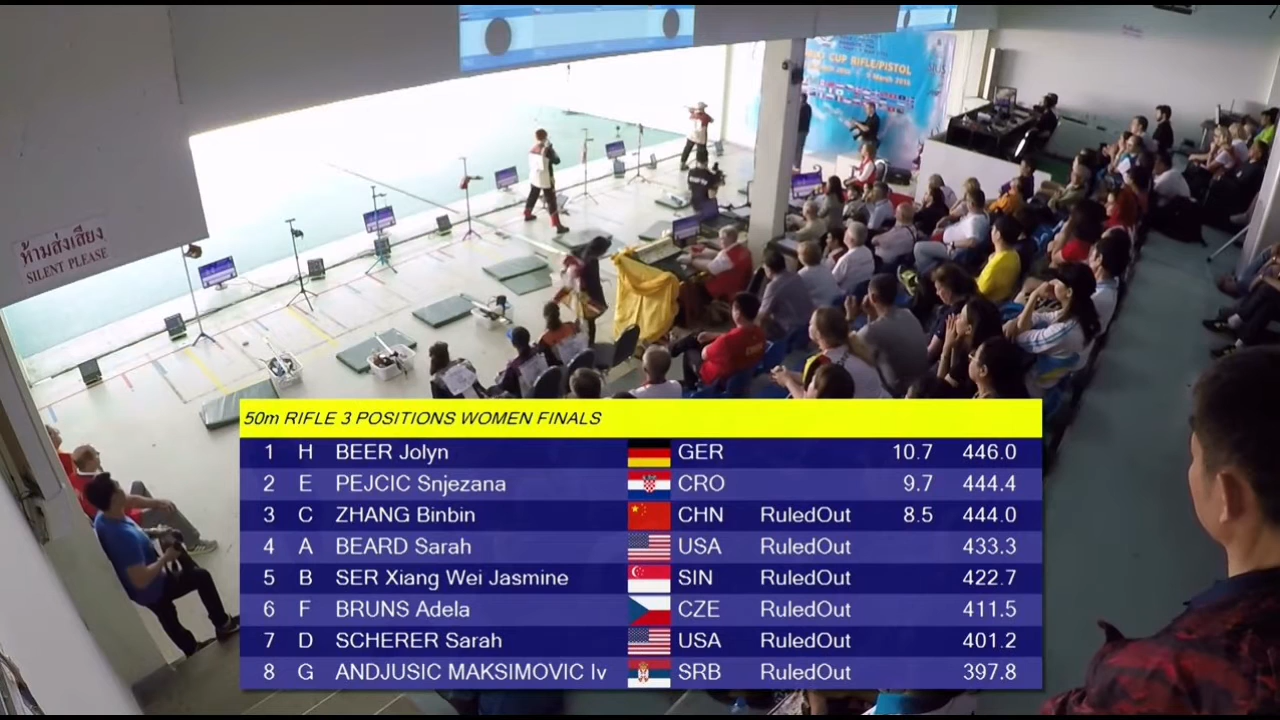 CUP RIFLE/PISTOL
ห้ามส่งเสียง
SILENT PLEASE
50m RIFLE 3 POSITIONS WOMEN FINALS
1 H BEER Jolyn GER 10.7 446.0
2 E PEJCIC Snjezana CRO 9.7 444.4
3 C ZHANG Binbin CHN RuledOut 8.5 444.0
4 A BEARD Sarah USA RuledOut 433.3
5 B SER Xiang Wei Jasmine SIN RuledOut 422.7
6 F BRUNS Adela CZE RuledOut 411.5
7 D SCHERER Sarah USA RuledOut 401.2
8 G ANDJUSIC MAKSIMOVIC Iv SRB RuledOut 397.8